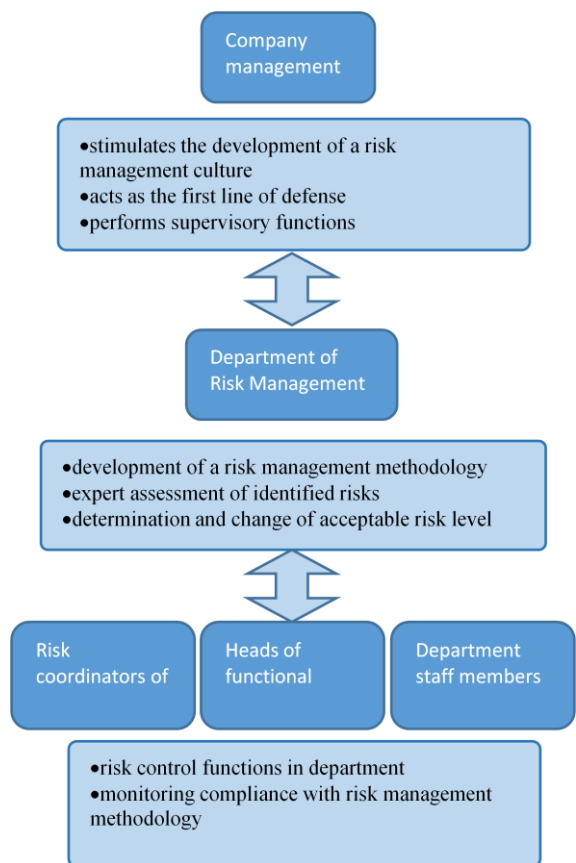 Company
management
•stimulates the development of a risk
management culture
•acts as the first line of defense
•performs supervisory functions
Department of
Risk Management
•development of a risk management methodology
•expert assessment of identified risks
•determination and change of acceptable risk level
Risk
coordinators of
Heads of
functional
Department
staff members
•risk control functions in department
•monitoring compliance with risk management
methodology